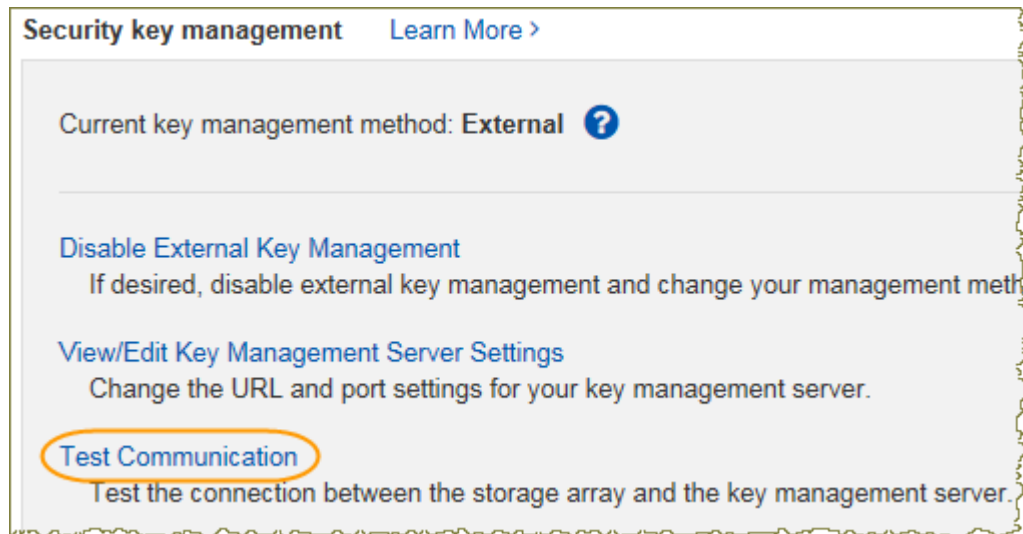 Security key management Learn More >
Current key management method: External ?
Disable External Key Management
If desired, disable external key management and change your management meth
View/Edit Key Management Server Settings
Change the URL and port settings for your key management server.
Test Communication
Test the connection between the storage array and the key management server.